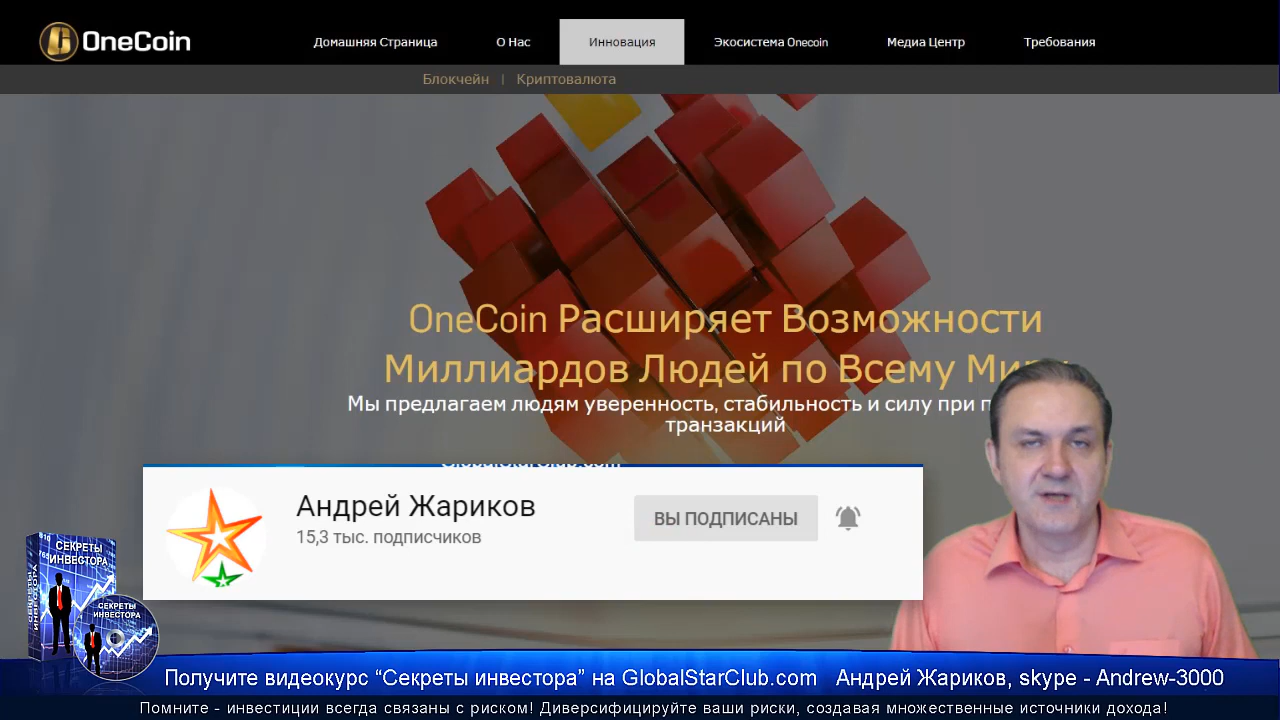 OneCoin
Домашняя Страница О Нас Инновация Экосистема Onecoin Медиа Центр Требования
Блокчейн | Криптовалюта
OneCoin Расширяет Возможности
Миллиардов Людей по Всему
Мы предлагаем людям уверенность, стабильность и силу при
транзакций
GlobalStarClub.com
Андрей Жариков
15,3 тыс. подписчиков
ВЫ ПОДПИСАНЫ
СЕКРЕТЫ
ИНВЕСТОРА
СЕКРЕТЫ
ИНВЕСТОРА
Получите видеокурс “Секреты инвестора” на GlobalStarClub.com Андрей Жариков, skype - Andrew-3000
Помните - инвестиции всегда связаны с риском! Диверсифицируйте ваши риски, создавая множественные источники дохода!